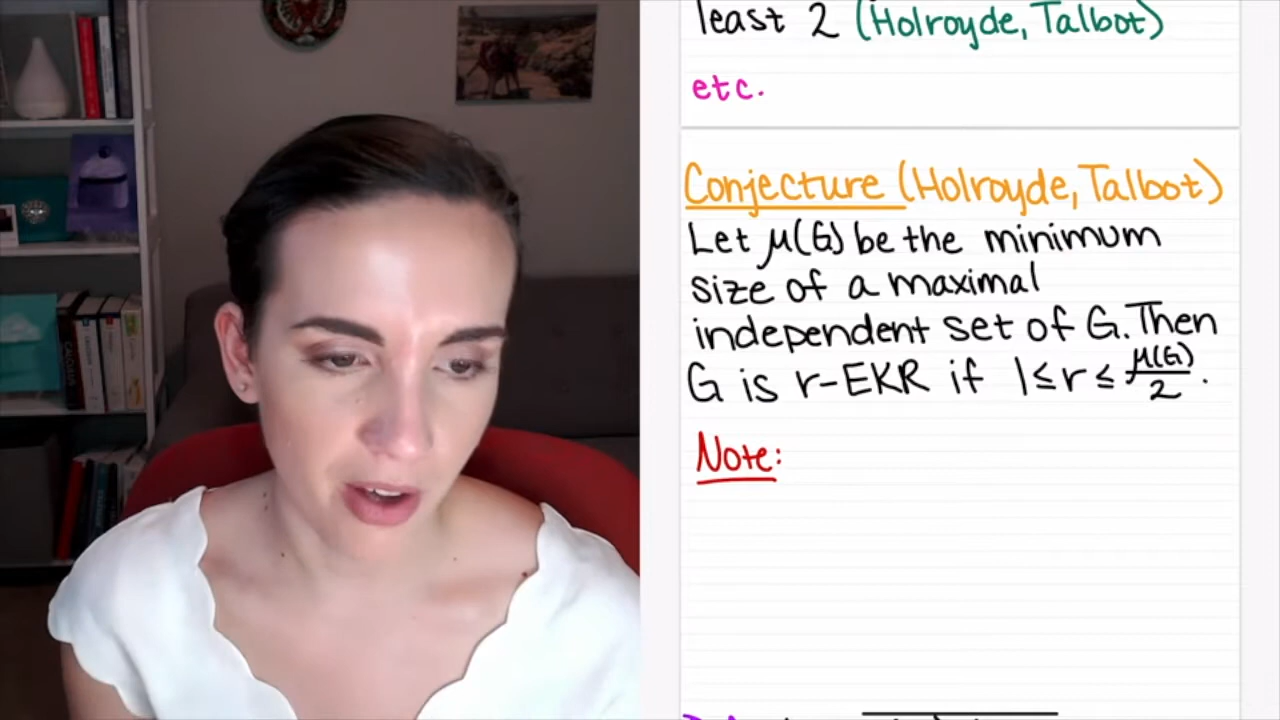 least 2 (Holroyde, Talbot)
etc.
Conjecture (Holroyde, Talbot)
Let μ(G) be the minimum
size of a maximal
independent set of G. Then
G is r-EKR if 1 ≤ r ≤ μ(G)/2.
Note:
CALCULUS